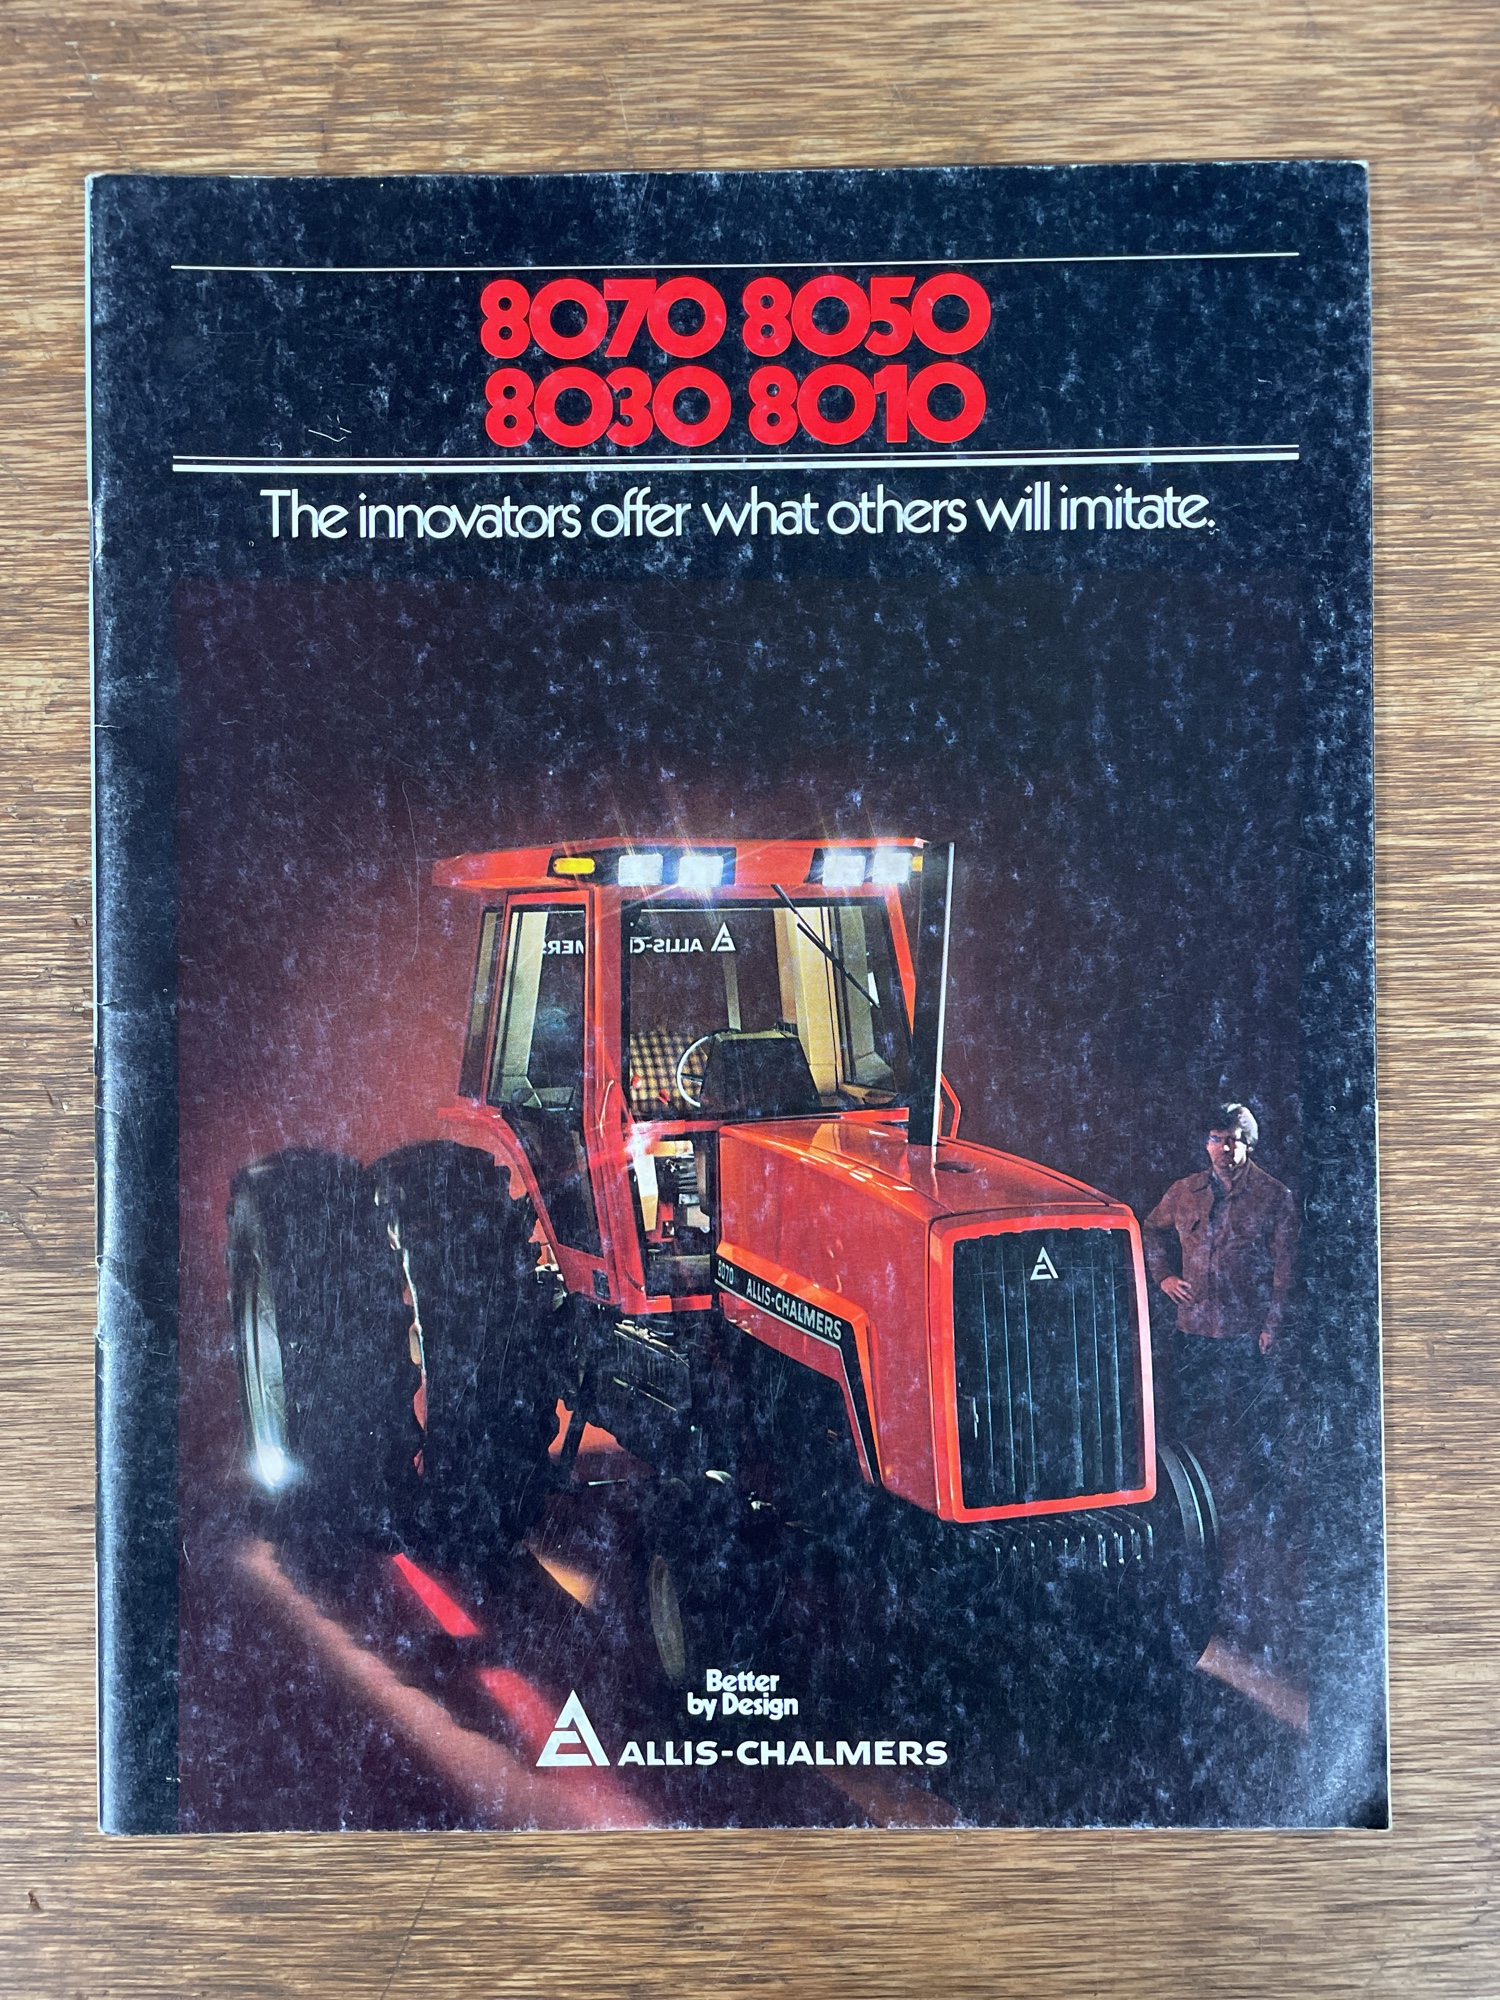 8070 8050
8030 8010
The innovators offer what others will imitate.
ALLIS-CHALMERS
8070 ALLIS-CHALMERS
Better
by Design
ALLIS-CHALMERS